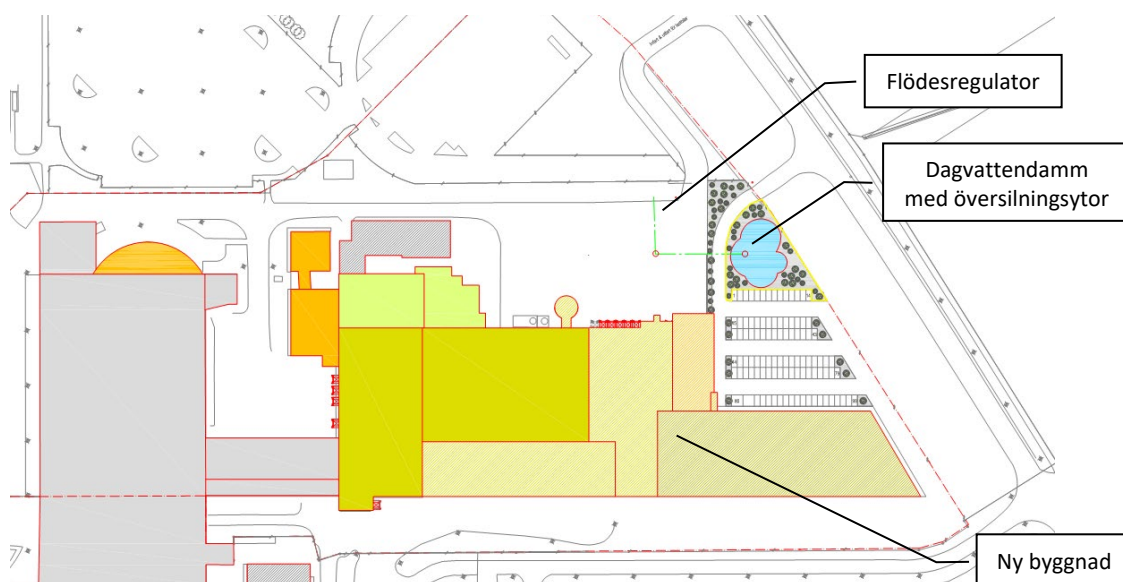 Flödesregulator
Dagvattendamm
med översilningsytor
Ny byggnad